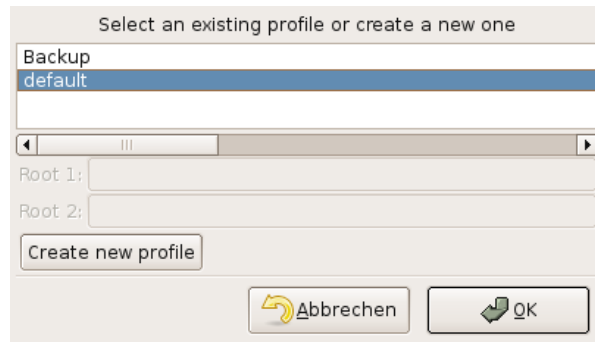 Select an existing profile or create a new one
Backup
default
Root 1:
Root 2:
Create new profile
Abbrechen
OK